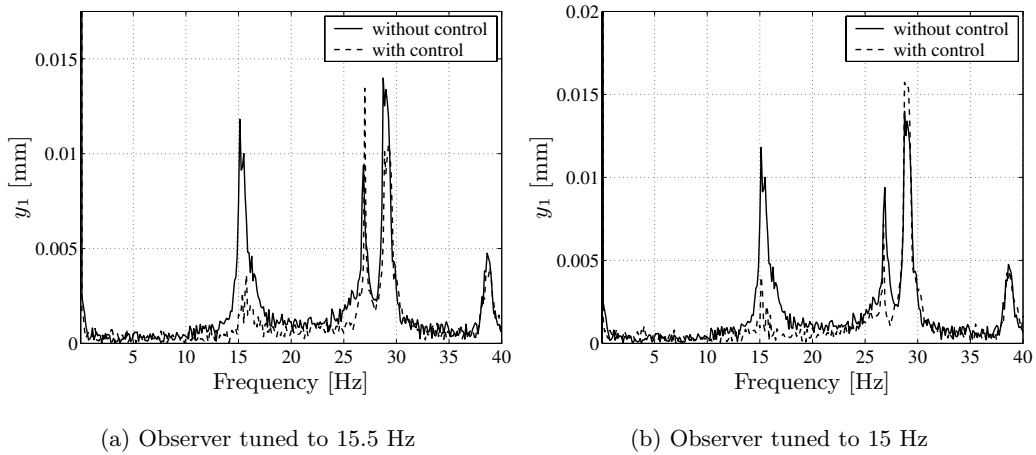 without control
with control
0.015
0.01
0.005
0
y₁ [mm]
5 10 15 20 25 30 35 40
Frequency [Hz]
(a) Observer tuned to 15.5 Hz
without control
with control
0.02
0.015
0.01
0.005
0
y₁ [mm]
5 10 15 20 25 30 35 40
Frequency [Hz]
(b) Observer tuned to 15 Hz